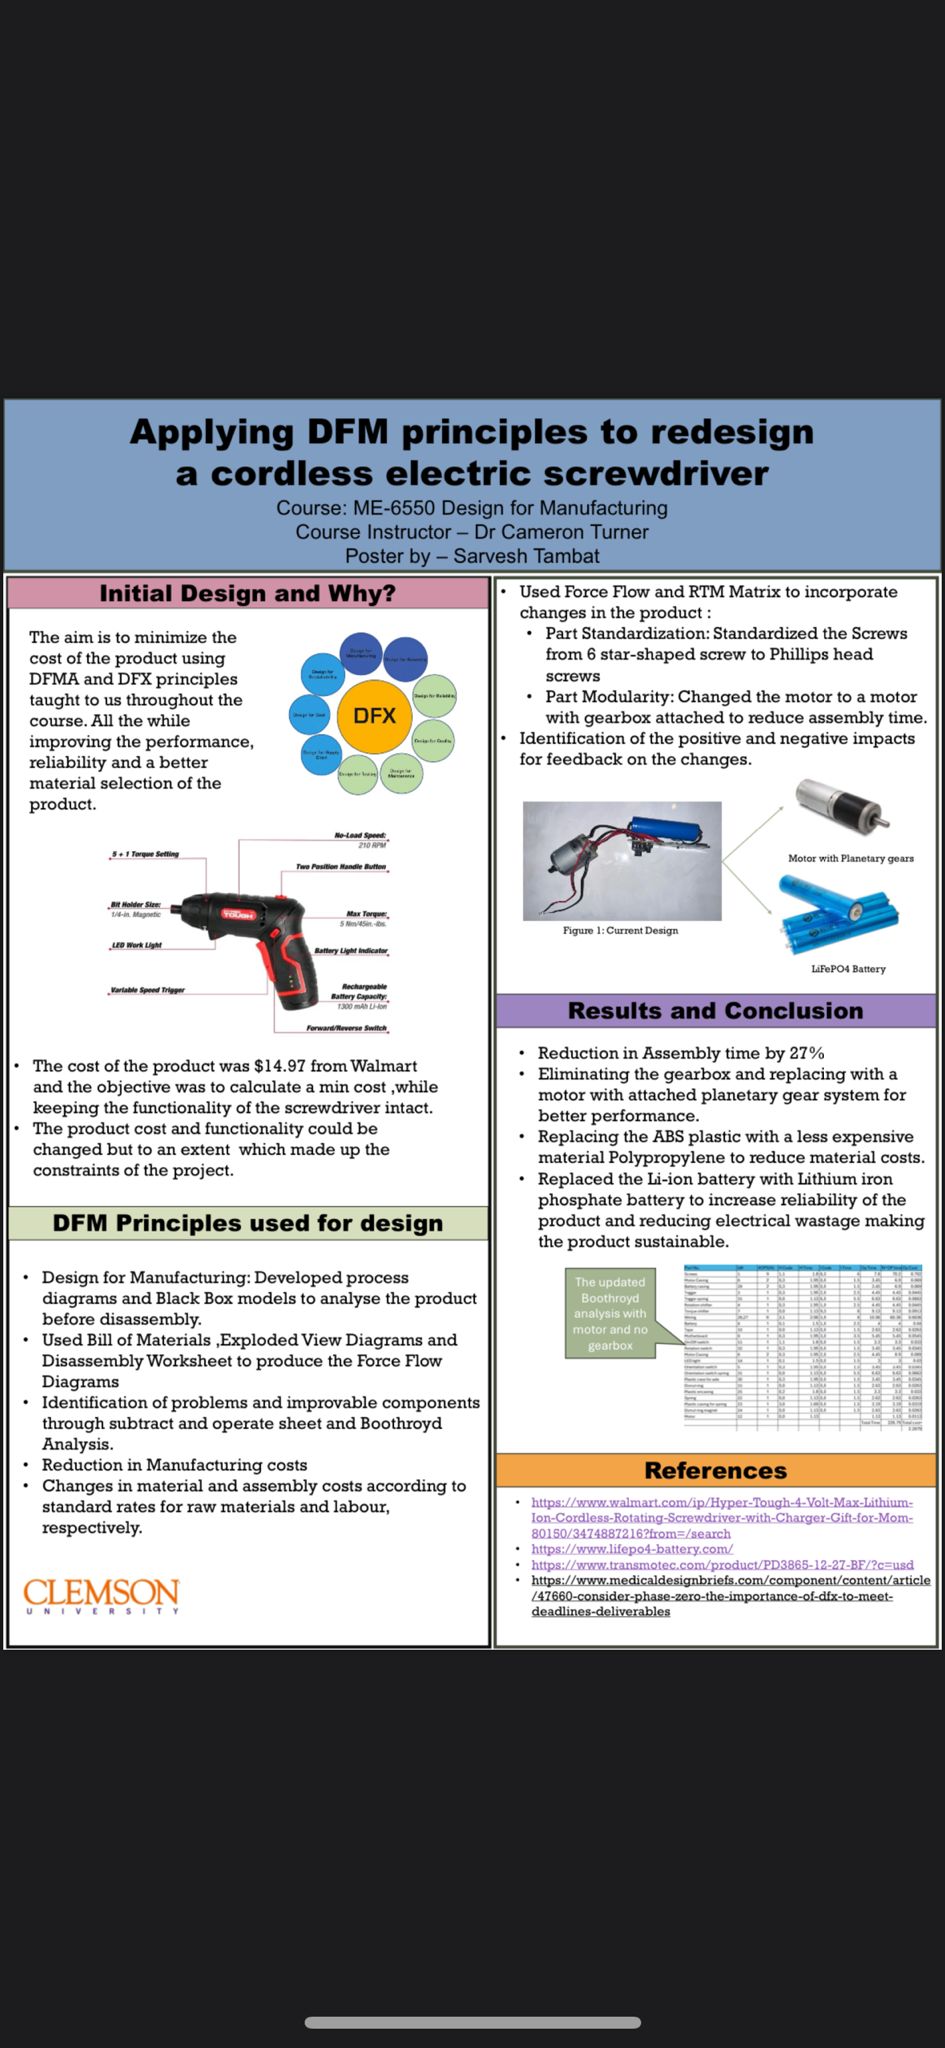 Applying DFM principles to redesign
a cordless electric screwdriver
Course: ME-6550 Design for Manufacturing
Course Instructor – Dr Cameron Turner
Poster by – Sarvesh Tambat
Initial Design and Why?
The aim is to minimize the
cost of the product using
DFMA and DFX principles
taught to us throughout the
course. All the while
improving the performance,
reliability and a better
material selection of the
product.
DFX
Design for Reliability
Design for Quality
Design for Maintenance
Design for Testing
Design for Supply Chain
Design for Cost
No-Load Speed:
210 RPM
5 + 1 Torque Setting
Two Position Handle Button
Bit Holder Size:
1/4-in. Magnetic
Max Torque:
5 Nm/45in.-lbs.
LED Work Light
Battery Light Indicator
Variable Speed Trigger
Rechargeable
Battery Capacity:
1300 mAh Li-Ion
Forward/Reverse Switch
TOUGH
• The cost of the product was $14.97 from Walmart
and the objective was to calculate a min cost ,while
keeping the functionality of the screwdriver intact.
• The product cost and functionality could be
changed but to an extent which made up the
constraints of the project.
DFM Principles used for design
• Design for Manufacturing: Developed process
diagrams and Black Box models to analyse the product
before disassembly.
• Used Bill of Materials ,Exploded View Diagrams and
Disassembly Worksheet to produce the Force Flow
Diagrams
• Identification of problems and improvable components
through subtract and operate sheet and Boothroyd
Analysis.
• Reduction in Manufacturing costs
• Changes in material and assembly costs according to
standard rates for raw materials and labour,
respectively.
CLEMSON
UNIVERSITY
• Used Force Flow and RTM Matrix to incorporate
changes in the product :
• Part Standardization: Standardized the Screws
from 6 star-shaped screw to Phillips head
screws
• Part Modularity: Changed the motor to a motor
with gearbox attached to reduce assembly time.
• Identification of the positive and negative impacts
for feedback on the changes.
Motor with Planetary gears
Figure 1: Current Design
LiFePO4 Battery
Results and Conclusion
• Reduction in Assembly time by 27%
• Eliminating the gearbox and replacing with a
motor with attached planetary gear system for
better performance.
• Replacing the ABS plastic with a less expensive
material Polypropylene to reduce material costs.
• Replaced the Li-ion battery with Lithium iron
phosphate battery to increase reliability of the
product and reducing electrical wastage making
the product sustainable.
The updated
Boothroyd
analysis with
motor and no
gearbox
References
• https://www.walmart.com/ip/Hyper-Tough-4-Volt-Max-Lithium-
Ion-Cordless-Rotating-Screwdriver-with-Charger-Gift-for-Mom-
80150/3474887216?from=/search
• https://www.lifepo4-battery.com/
• https://www.transmotec.com/product/PD3865-12-27-BF/?c=usd
• https://www.medicaldesignbriefs.com/component/content/article
/47660-consider-phase-zero-the-importance-of-dfx-to-meet-
deadlines-deliverables